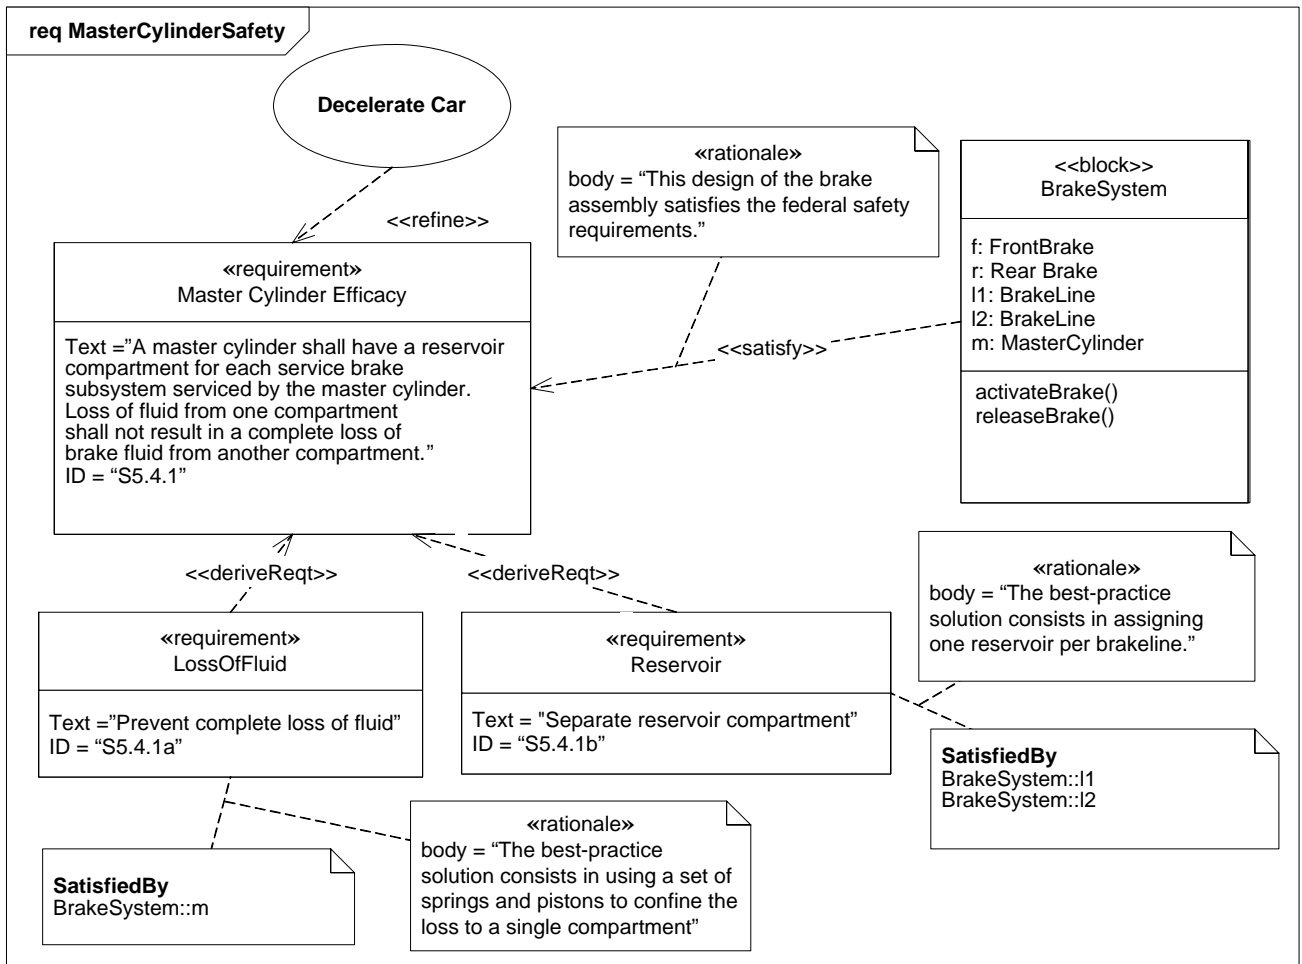 req MasterCylinderSafety
Decelerate Car
<<refine>>
«rationale»
body = “This design of the brake
assembly satisfies the federal safety
requirements.”
<<block>>
BrakeSystem
f: FrontBrake
r: Rear Brake
l1: BrakeLine
l2: BrakeLine
m: MasterCylinder
activateBrake()
releaseBrake()
«requirement»
Master Cylinder Efficacy
Text =”A master cylinder shall have a reservoir
compartment for each service brake
subsystem serviced by the master cylinder.
Loss of fluid from one compartment
shall not result in a complete loss of
brake fluid from another compartment.”
ID = “S5.4.1”
<<satisfy>>
<<deriveReqt>>
<<deriveReqt>>
«rationale»
body = “The best-practice
solution consists in assigning
one reservoir per brakeline.”
«requirement»
LossOfFluid
Text =”Prevent complete loss of fluid”
ID = “S5.4.1a”
«requirement»
Reservoir
Text = "Separate reservoir compartment”
ID = “S5.4.1b”
SatisfiedBy
BrakeSystem::l1
BrakeSystem::l2
«rationale»
body = “The best-practice
solution consists in using a set of
springs and pistons to confine the
loss to a single compartment”
SatisfiedBy
BrakeSystem::m